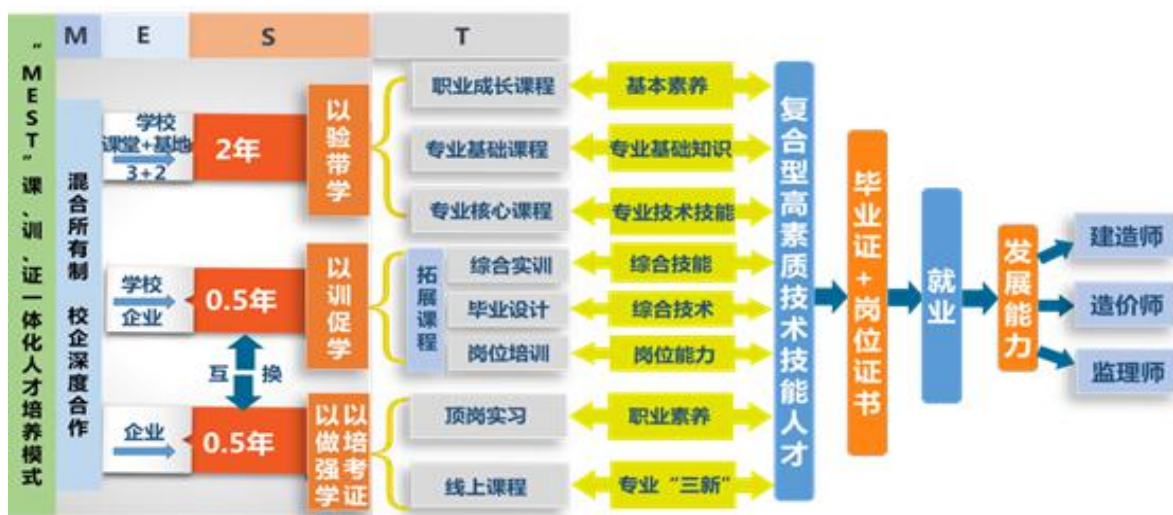 “MEST”课、训、证一体化人才培养模式
M
E
S
T
混合所有制 校企深度合作
学校
课堂+基地
3+2
2年
以验带学
职业成长课程
基本素养
专业基础课程
专业基础知识
专业核心课程
专业技术技能
学校
企业
0.5年
以训促学
拓展课程
综合实训
综合技能
毕业设计
综合技术
岗位培训
岗位能力
互 换
企业
0.5年
以做强学
以培考证
顶岗实习
职业素养
线上课程
专业“三新”
复合型高素质技术技能人才
毕业证+岗位证书
就业
发展能力
建造师
造价师
监理师